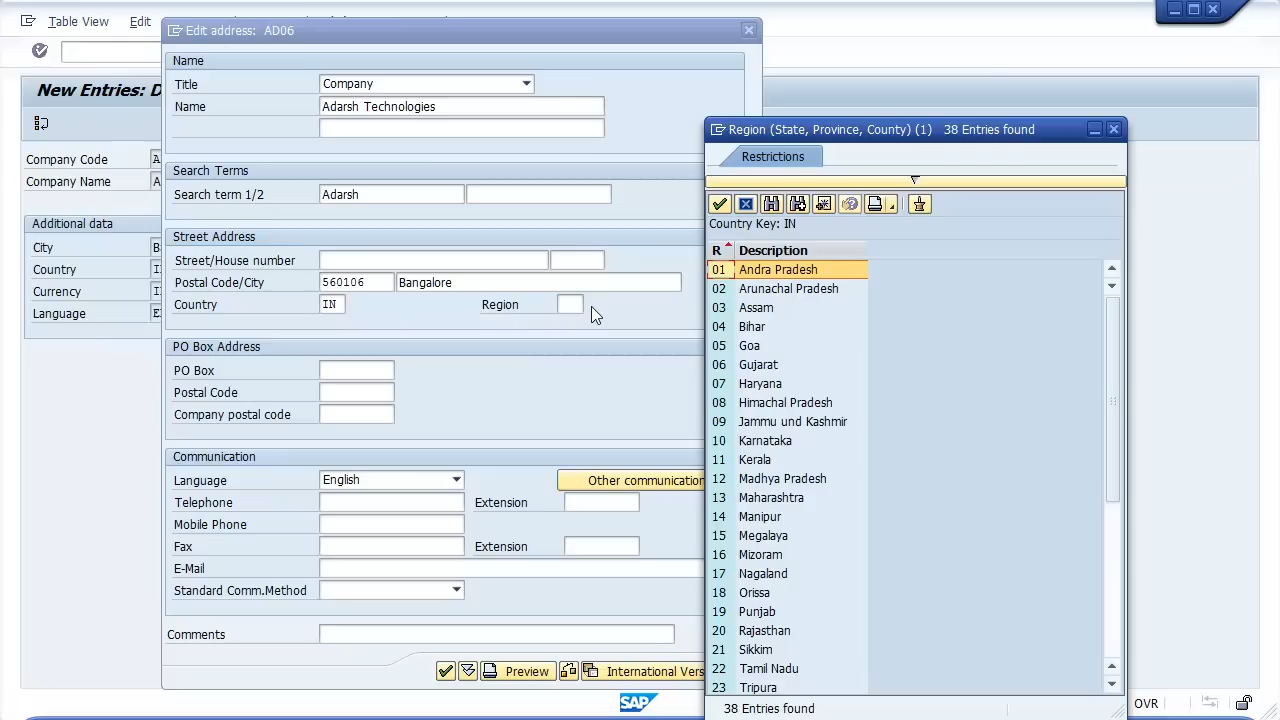 Table View Edit
Edit address: AD06
New Entries: D
Name
Title Company
Name Adarsh Technologies
Search Terms
Search term 1/2 Adarsh
Street Address
Street/House number
Postal Code/City 560106 Bangalore
Country IN Region
PO Box Address
PO Box
Postal Code
Company postal code
Communication
Language English Other communication
Telephone Extension
Mobile Phone
Fax Extension
E-Mail
Standard Comm.Method
Comments
Preview International Vers
Company Code A
Company Name A
Additional data
City B
Country I
Currency I
Language E
Region (State, Province, County) (1) 38 Entries found
Restrictions
Country Key: IN
R Description
01 Andra Pradesh
02 Arunachal Pradesh
03 Assam
04 Bihar
05 Goa
06 Gujarat
07 Haryana
08 Himachal Pradesh
09 Jammu und Kashmir
10 Karnataka
11 Kerala
12 Madhya Pradesh
13 Maharashtra
14 Manipur
15 Megalaya
16 Mizoram
17 Nagaland
18 Orissa
19 Punjab
20 Rajasthan
21 Sikkim
22 Tamil Nadu
23 Tripura
38 Entries found
SAP
OVR